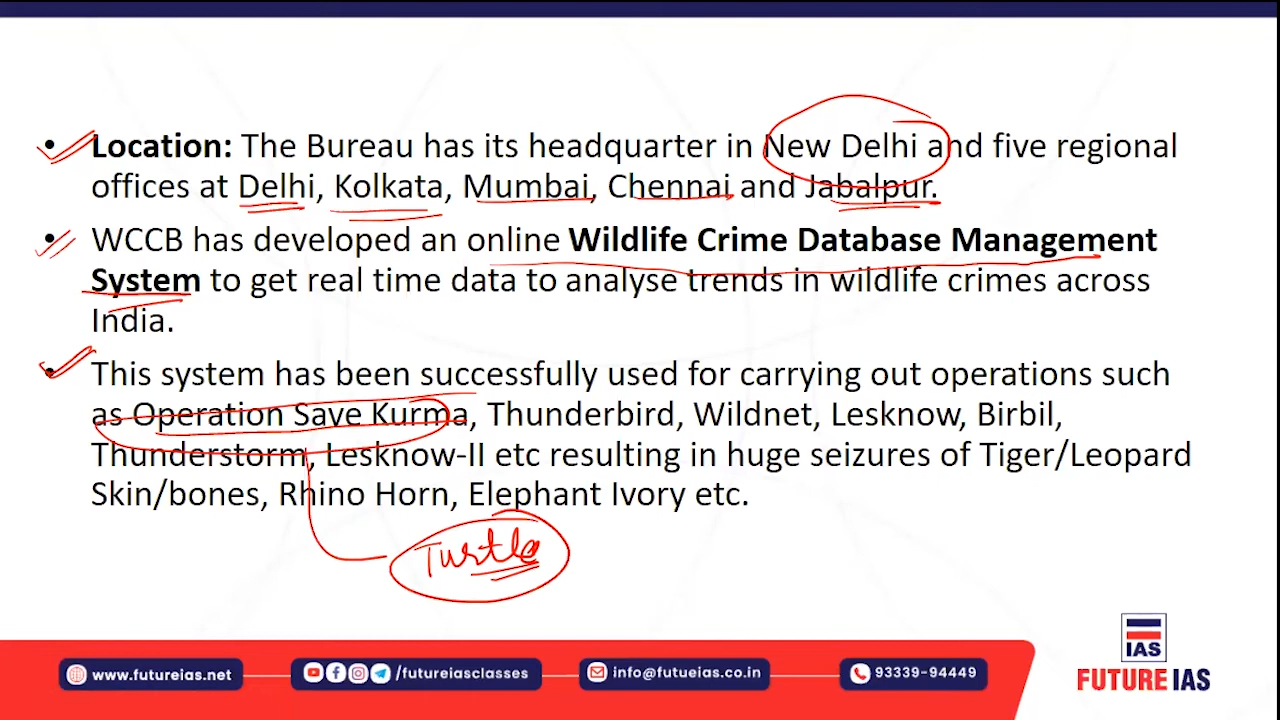 • Location: The Bureau has its headquarter in New Delhi and five regional
offices at Delhi, Kolkata, Mumbai, Chennai and Jabalpur.
• WCCB has developed an online Wildlife Crime Database Management
System to get real time data to analyse trends in wildlife crimes across
India.
• This system has been successfully used for carrying out operations such
as Operation Save Kurma, Thunderbird, Wildnet, Lesknow, Birbil,
Thunderstorm, Lesknow-II etc resulting in huge seizures of Tiger/Leopard
Skin/bones, Rhino Horn, Elephant Ivory etc.
Turtle
www.futureias.net
/futureiasclasses
info@futueias.co.in
93339-94449
IAS
FUTURE IAS